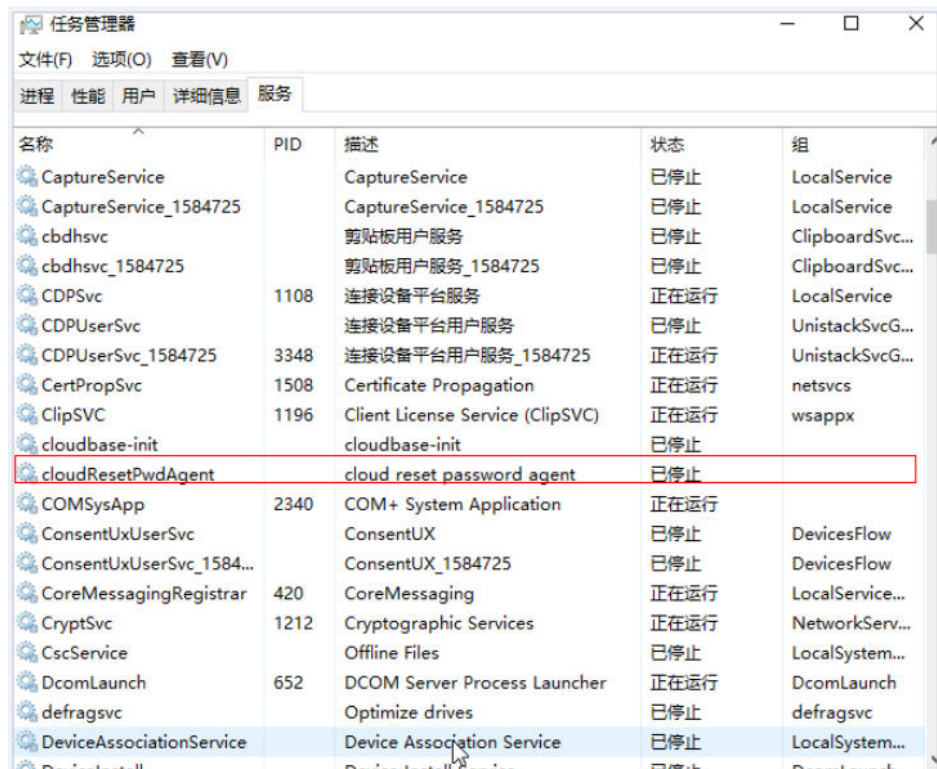 任务管理器
文件(F) 选项(O) 查看(V)
进程 性能 用户 详细信息 服务
名称 PID 描述 状态 组
CaptureService CaptureService 已停止 LocalService
CaptureService_1584725 CaptureService_1584725 已停止 LocalService
cbdhsvc 剪贴板用户服务 已停止 ClipboardSvc...
cbdhsvc_1584725 剪贴板用户服务_1584725 已停止 ClipboardSvc...
CDPSvc 1108 连接设备平台服务 正在运行 LocalService
CDPUserSvc 连接设备平台用户服务 已停止 UnistackSvcG...
CDPUserSvc_1584725 3348 连接设备平台用户服务_1584725 正在运行 UnistackSvcG...
CertPropSvc 1508 Certificate Propagation 正在运行 netsvcs
ClipSVC 1196 Client License Service (ClipSVC) 正在运行 wsappx
cloudbase-init cloudbase-init 已停止
cloudResetPwdAgent cloud reset password agent 已停止
COMSysApp 2340 COM+ System Application 正在运行
ConsentUxUserSvc ConsentUX 已停止 DevicesFlow
ConsentUxUserSvc_1584... ConsentUX_1584725 已停止 DevicesFlow
CoreMessagingRegistrar 420 CoreMessaging 正在运行 LocalService...
CryptSvc 1212 Cryptographic Services 正在运行 NetworkServ...
CscService Offline Files 已停止 LocalSystem...
DcomLaunch 652 DCOM Server Process Launcher 正在运行 DcomLaunch
defragsvc Optimize drives 已停止 defragsvc
DeviceAssociationService Device Association Service 已停止 LocalSystem...